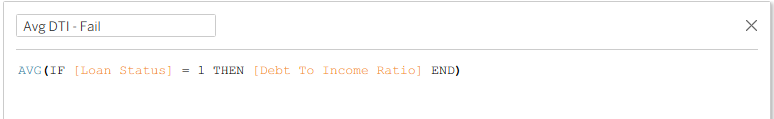 Avg DTI - Fail
AVG(IF [Loan Status] = 1 THEN [Debt To Income Ratio] END)